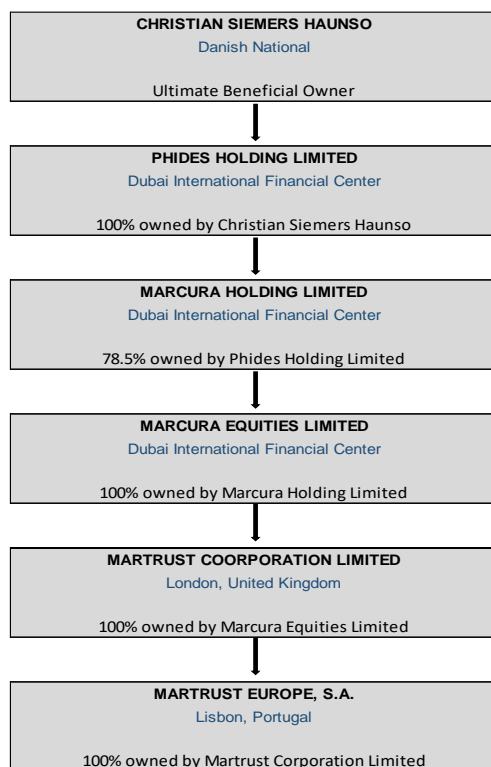 CHRISTIAN SIEMERS HAUNSO
Danish National
Ultimate Beneficial Owner
PHIDES HOLDING LIMITED
Dubai International Financial Center
100% owned by Christian Siemers Haunso
MARCURA HOLDING LIMITED
Dubai International Financial Center
78.5% owned by Phides Holding Limited
MARCURA EQUITIES LIMITED
Dubai International Financial Center
100% owned by Marcura Holding Limited
MARTRUST COORPORATION LIMITED
London, United Kingdom
100% owned by Marcura Equities Limited
MARTRUST EUROPE, S.A.
Lisbon, Portugal
100% owned by Martrust Corporation Limited